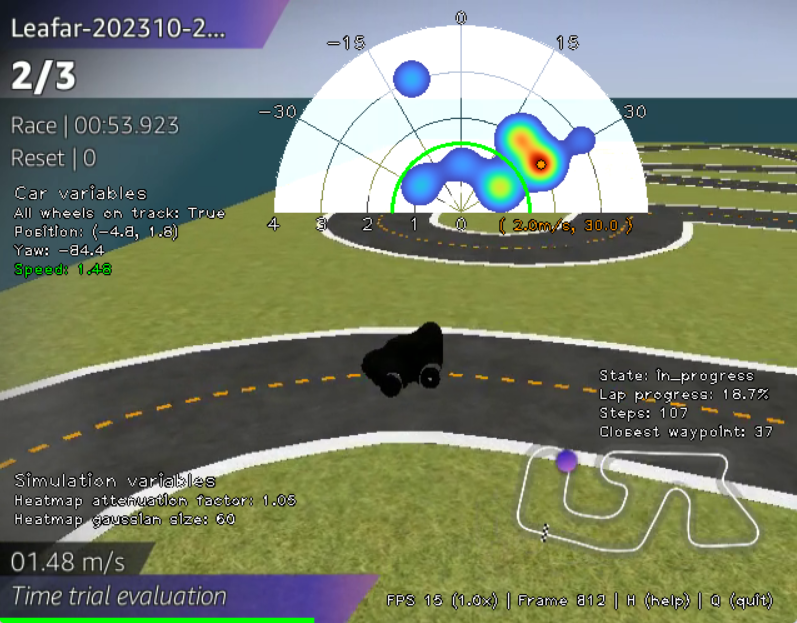 Leafar-202310-2...
2/3
Race | 00:53.923
Reset | 0
Car variables
All wheels on track: True
Position: (-4.8, 1.8)
Yaw: -84.4
Speed: 1.48
0
-15 15
-30 30
4 3 2 1 0
( 2.0m/s, 30.0 )
State: in_progress
Lap progress: 18.7%
Steps: 107
Closest waypoint: 37
Simulation variables
Heatmap attenuation factor: 1.05
Heatmap gaussian size: 60
01.48 m/s
Time trial evaluation
FPS 15 (1.0x) | Frame 812 | H (help) | Q (quit)